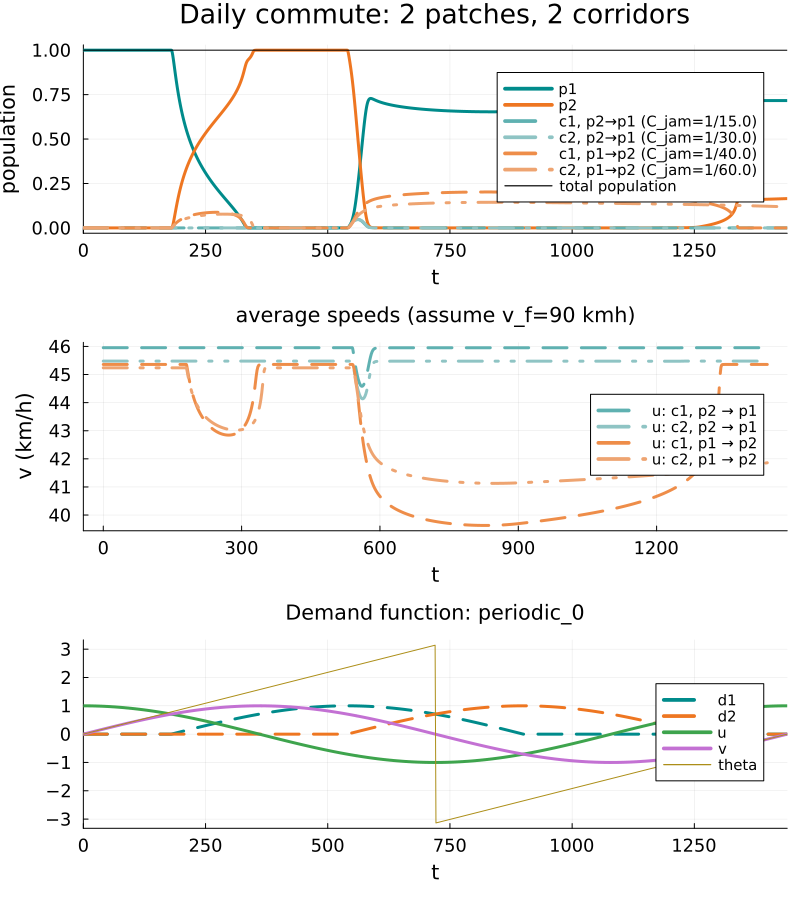 Daily commute: 2 patches, 2 corridors
1.00
0.75
0.50
0.25
0.00
population
p1
p2
c1, p2→p1 (C_jam=1/15.0)
c2, p2→p1 (C_jam=1/30.0)
c1, p1→p2 (C_jam=1/40.0)
c2, p1→p2 (C_jam=1/60.0)
total population
0 250 500 750 1000 1250
t
average speeds (assume v_f=90 kmh)
46
45
44
43
42
41
40
v (km/h)
u: c1, p2 → p1
u: c2, p2 → p1
u: c1, p1 → p2
u: c2, p1 → p2
0 300 600 900 1200
t
Demand function: periodic_0
3
2
1
0
−1
−2
−3
d1
d2
u
v
theta
0 250 500 750 1000 1250
t